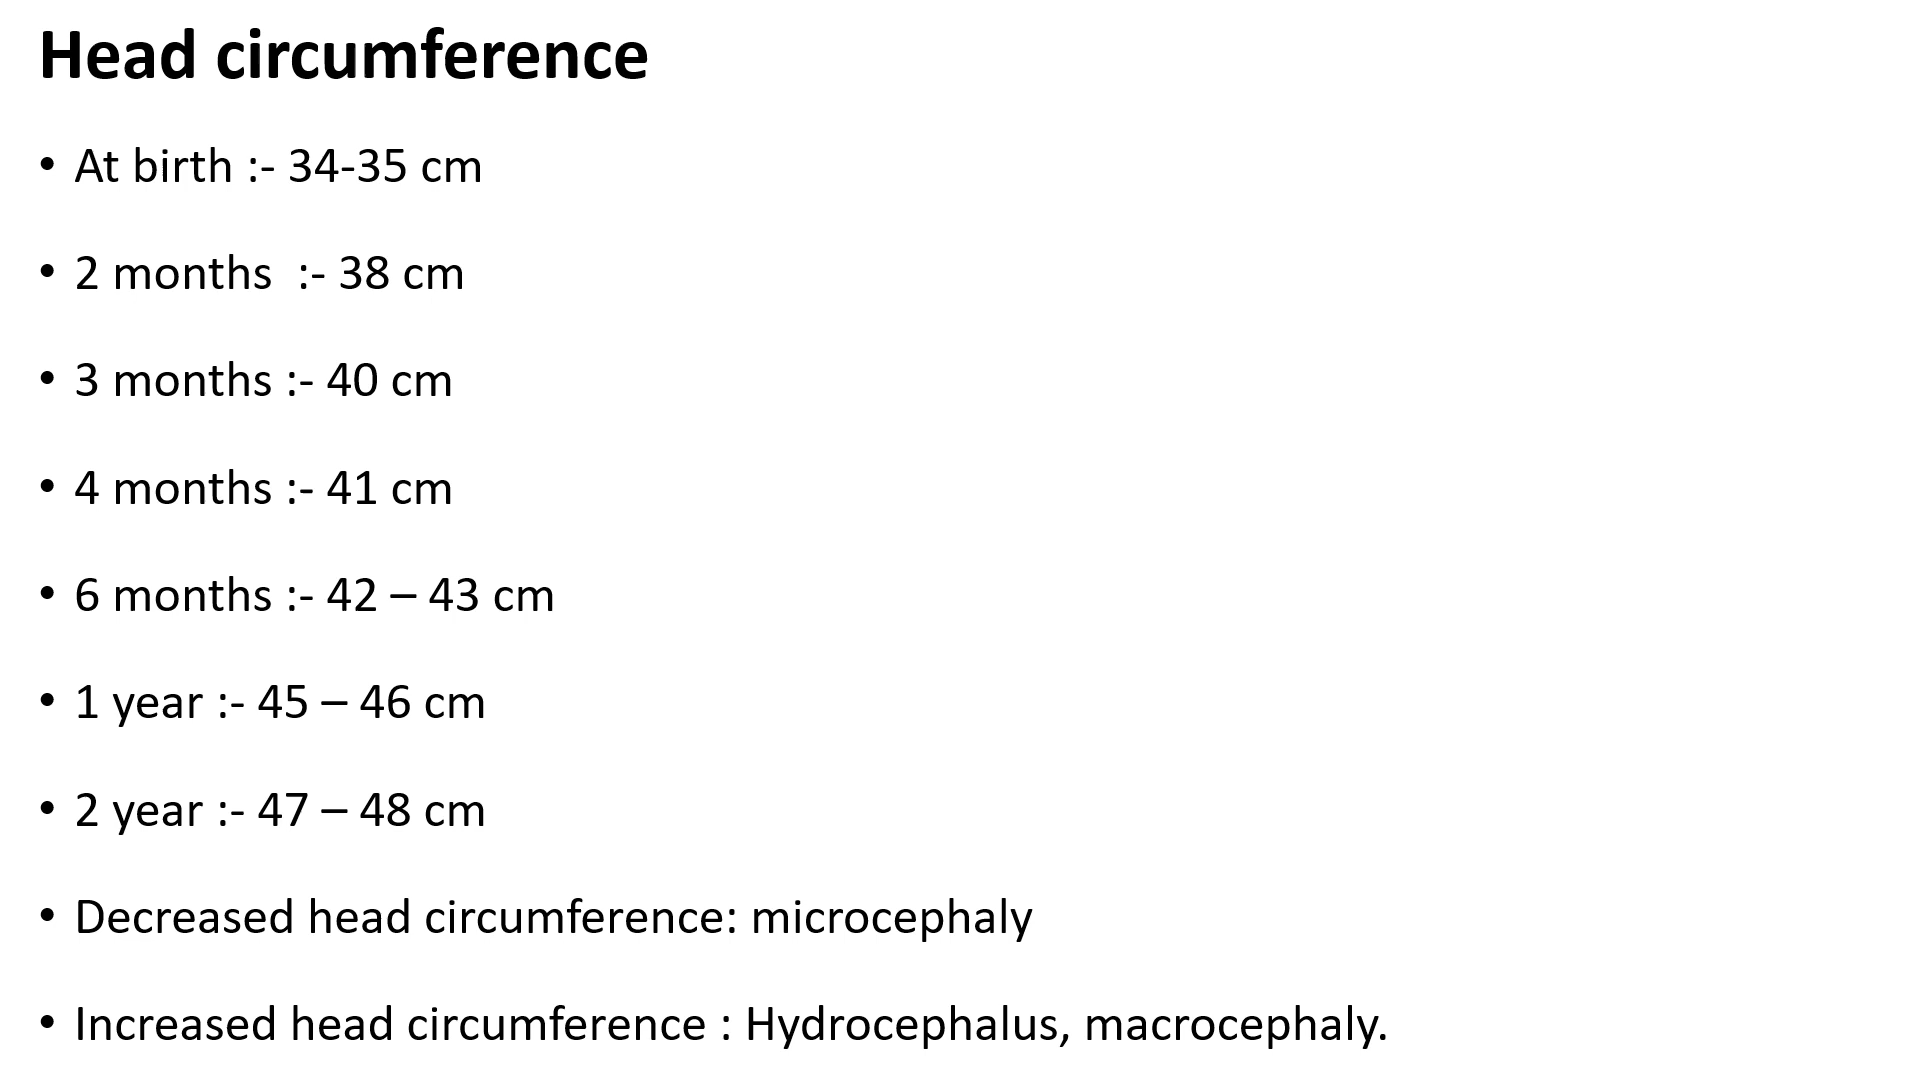 Head circumference
• At birth :- 34-35 cm
• 2 months  :- 38 cm
• 3 months :- 40 cm
• 4 months :- 41 cm
• 6 months :- 42 – 43 cm
• 1 year :- 45 – 46 cm
• 2 year :- 47 – 48 cm
• Decreased head circumference: microcephaly
• Increased head circumference : Hydrocephalus, macrocephaly.